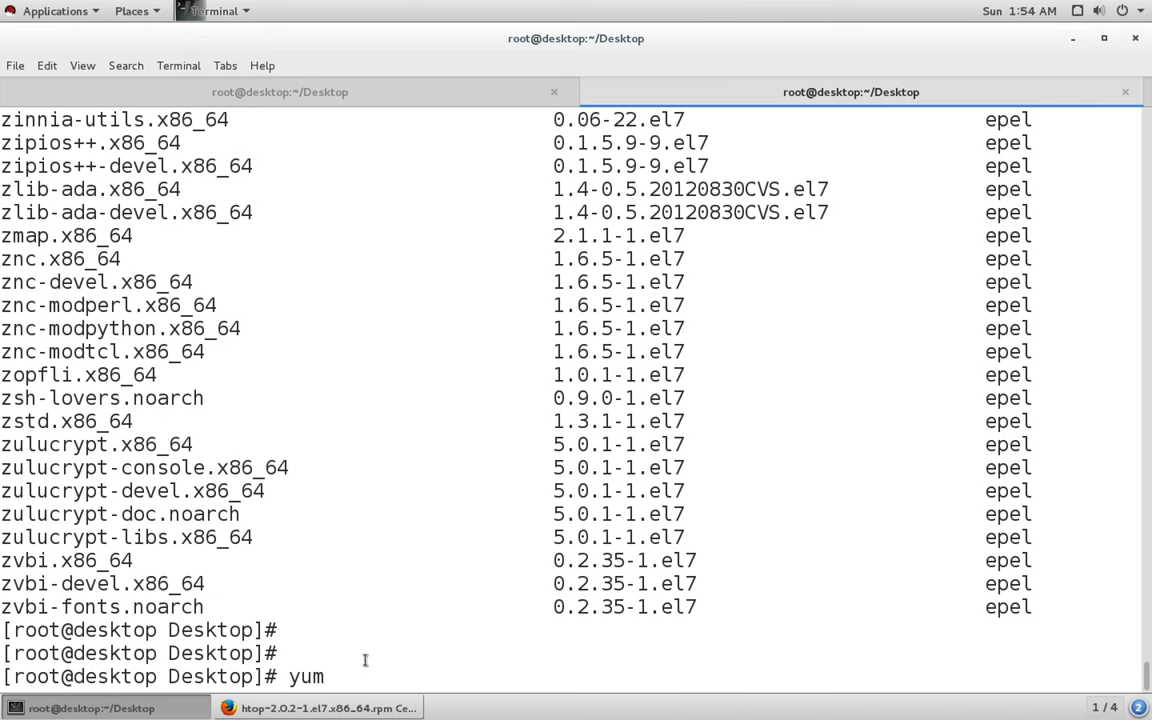 Applications Places Terminal Sun 1:54 AM
root@desktop:~/Desktop
File Edit View Search Terminal Tabs Help
root@desktop:~/Desktop × root@desktop:~/Desktop ×
zinnia-utils.x86_64 0.06-22.el7 epel
zipios++.x86_64 0.1.5.9-9.el7 epel
zipios++-devel.x86_64 0.1.5.9-9.el7 epel
zlib-ada.x86_64 1.4-0.5.20120830CVS.el7 epel
zlib-ada-devel.x86_64 1.4-0.5.20120830CVS.el7 epel
zmap.x86_64 2.1.1-1.el7 epel
znc.x86_64 1.6.5-1.el7 epel
znc-devel.x86_64 1.6.5-1.el7 epel
znc-modperl.x86_64 1.6.5-1.el7 epel
znc-modpython.x86_64 1.6.5-1.el7 epel
znc-modtcl.x86_64 1.6.5-1.el7 epel
zopfli.x86_64 1.0.1-1.el7 epel
zsh-lovers.noarch 0.9.0-1.el7 epel
zstd.x86_64 1.3.1-1.el7 epel
zulucrypt.x86_64 5.0.1-1.el7 epel
zulucrypt-console.x86_64 5.0.1-1.el7 epel
zulucrypt-devel.x86_64 5.0.1-1.el7 epel
zulucrypt-doc.noarch 5.0.1-1.el7 epel
zulucrypt-libs.x86_64 5.0.1-1.el7 epel
zvbi.x86_64 0.2.35-1.el7 epel
zvbi-devel.x86_64 0.2.35-1.el7 epel
zvbi-fonts.noarch 0.2.35-1.el7 epel
[root@desktop Desktop]#
[root@desktop Desktop]#
[root@desktop Desktop]# yum
root@desktop:~/Desktop htop-2.0.2-1.el7.x86_64.rpm Ce... 1 / 4 2